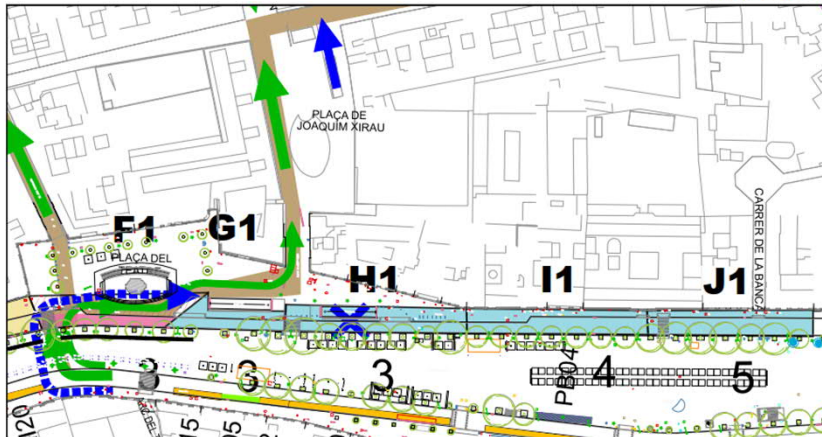 PLAÇA DE
JOAQUIM XIRAU
F1
G1
PLAÇA DEL
TEATRE
H1
I1
J1
CARRER DE LA BANCA
3
3
PB04
4
5